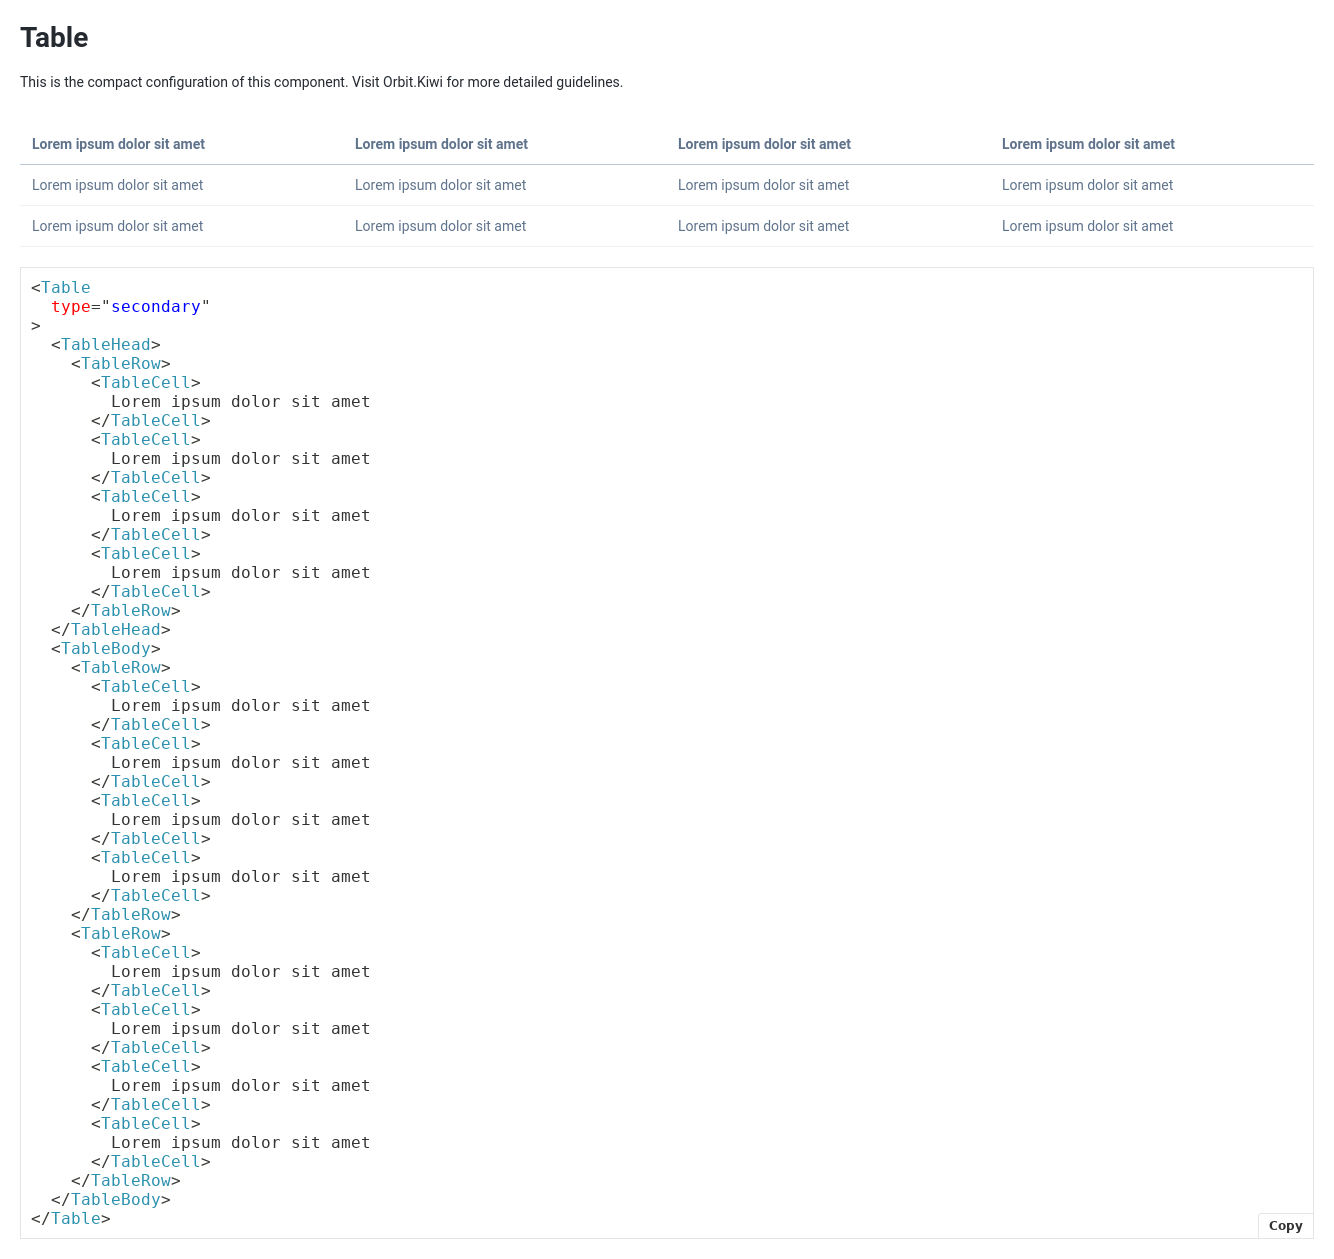 Table
This is the compact configuration of this component. Visit Orbit.Kiwi for more detailed guidelines.
Lorem ipsum dolor sit amet Lorem ipsum dolor sit amet Lorem ipsum dolor sit amet Lorem ipsum dolor sit amet
Lorem ipsum dolor sit amet Lorem ipsum dolor sit amet Lorem ipsum dolor sit amet Lorem ipsum dolor sit amet
Lorem ipsum dolor sit amet Lorem ipsum dolor sit amet Lorem ipsum dolor sit amet Lorem ipsum dolor sit amet
<Table
  type="secondary"
>
  <TableHead>
    <TableRow>
      <TableCell>
        Lorem ipsum dolor sit amet
      </TableCell>
      <TableCell>
        Lorem ipsum dolor sit amet
      </TableCell>
      <TableCell>
        Lorem ipsum dolor sit amet
      </TableCell>
      <TableCell>
        Lorem ipsum dolor sit amet
      </TableCell>
    </TableRow>
  </TableHead>
  <TableBody>
    <TableRow>
      <TableCell>
        Lorem ipsum dolor sit amet
      </TableCell>
      <TableCell>
        Lorem ipsum dolor sit amet
      </TableCell>
      <TableCell>
        Lorem ipsum dolor sit amet
      </TableCell>
      <TableCell>
        Lorem ipsum dolor sit amet
      </TableCell>
    </TableRow>
    <TableRow>
      <TableCell>
        Lorem ipsum dolor sit amet
      </TableCell>
      <TableCell>
        Lorem ipsum dolor sit amet
      </TableCell>
      <TableCell>
        Lorem ipsum dolor sit amet
      </TableCell>
      <TableCell>
        Lorem ipsum dolor sit amet
      </TableCell>
    </TableRow>
  </TableBody>
</Table>
Copy